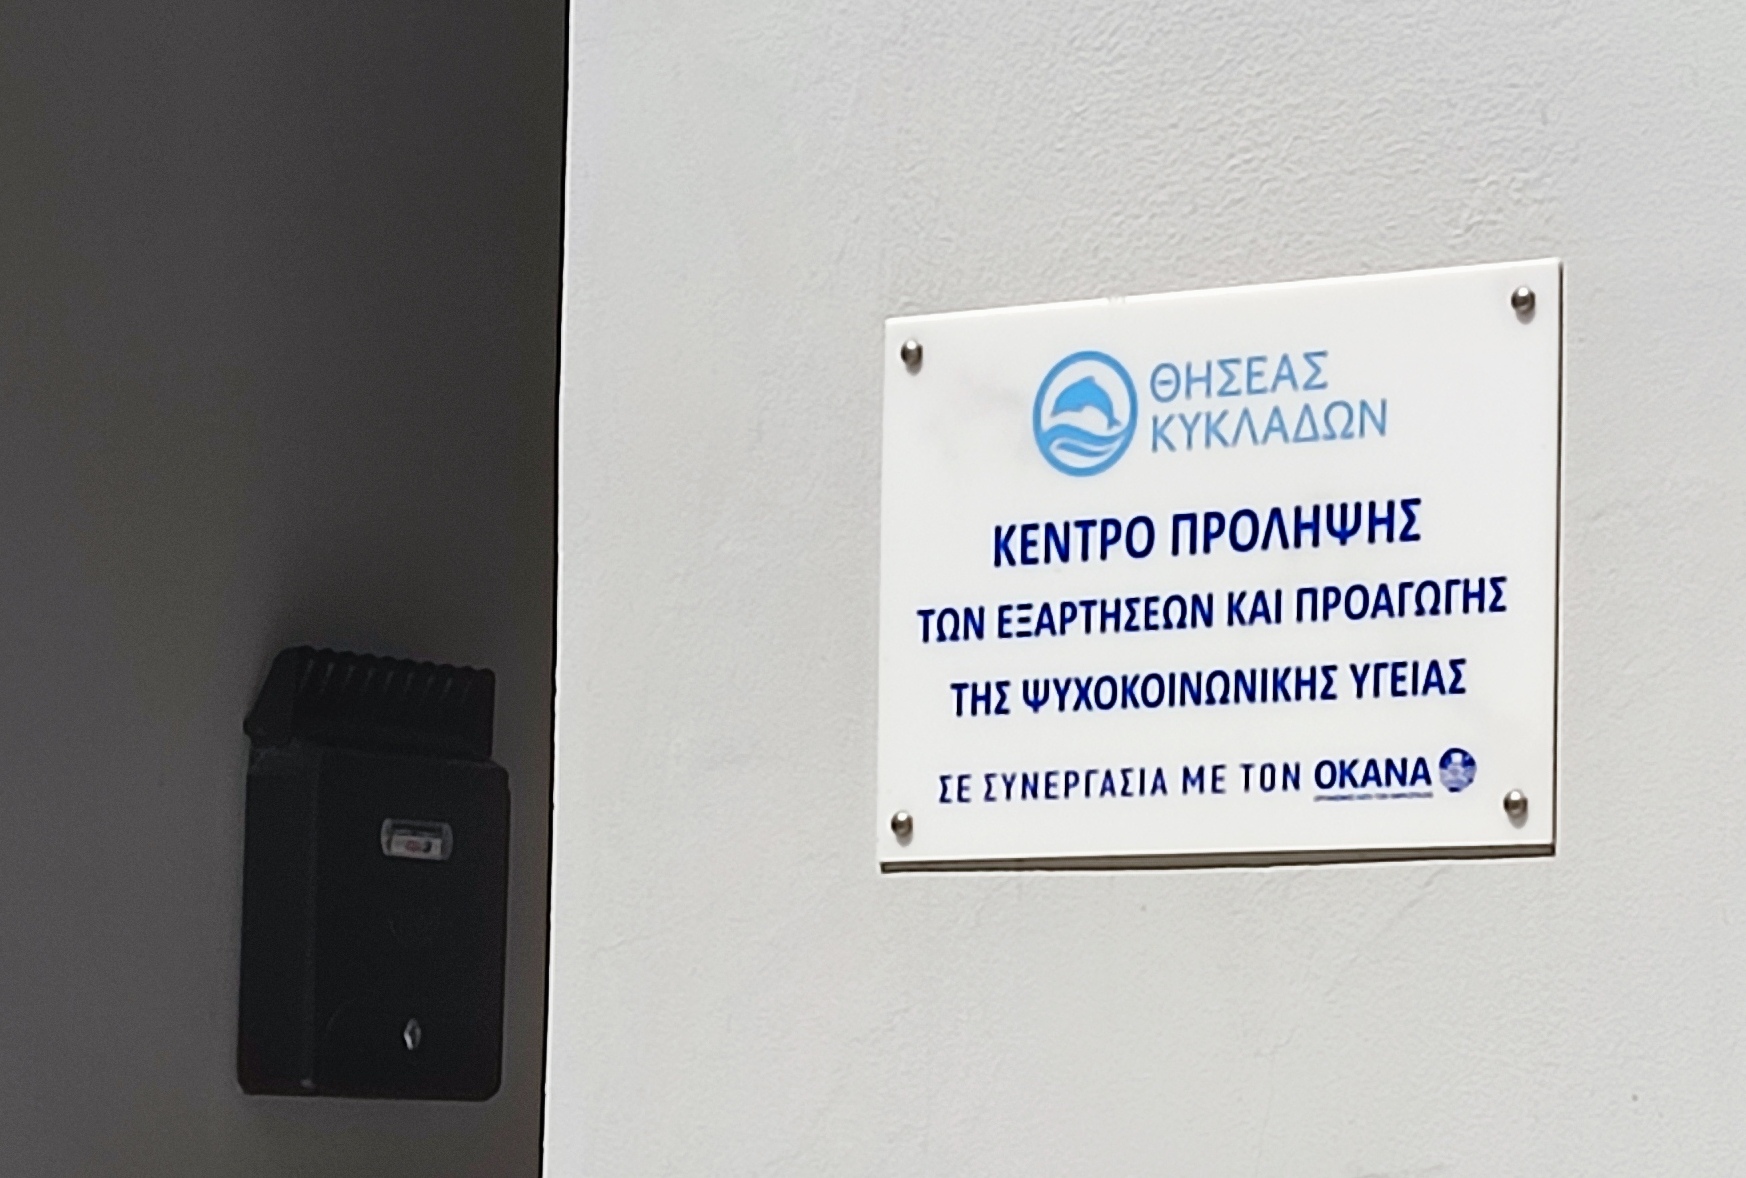 ΘΗΣΕΑΣ
ΚΥΚΛΑΔΩΝ
ΚΕΝΤΡΟ ΠΡΟΛΗΨΗΣ
ΤΩΝ ΕΞΑΡΤΗΣΕΩΝ ΚΑΙ ΠΡΟΑΓΩΓΗΣ
ΤΗΣ ΨΥΧΟΚΟΙΝΩΝΙΚΗΣ ΥΓΕΙΑΣ
ΣΕ ΣΥΝΕΡΓΑΣΙΑ ΜΕ ΤΟΝ ΟΚΑΝΑ